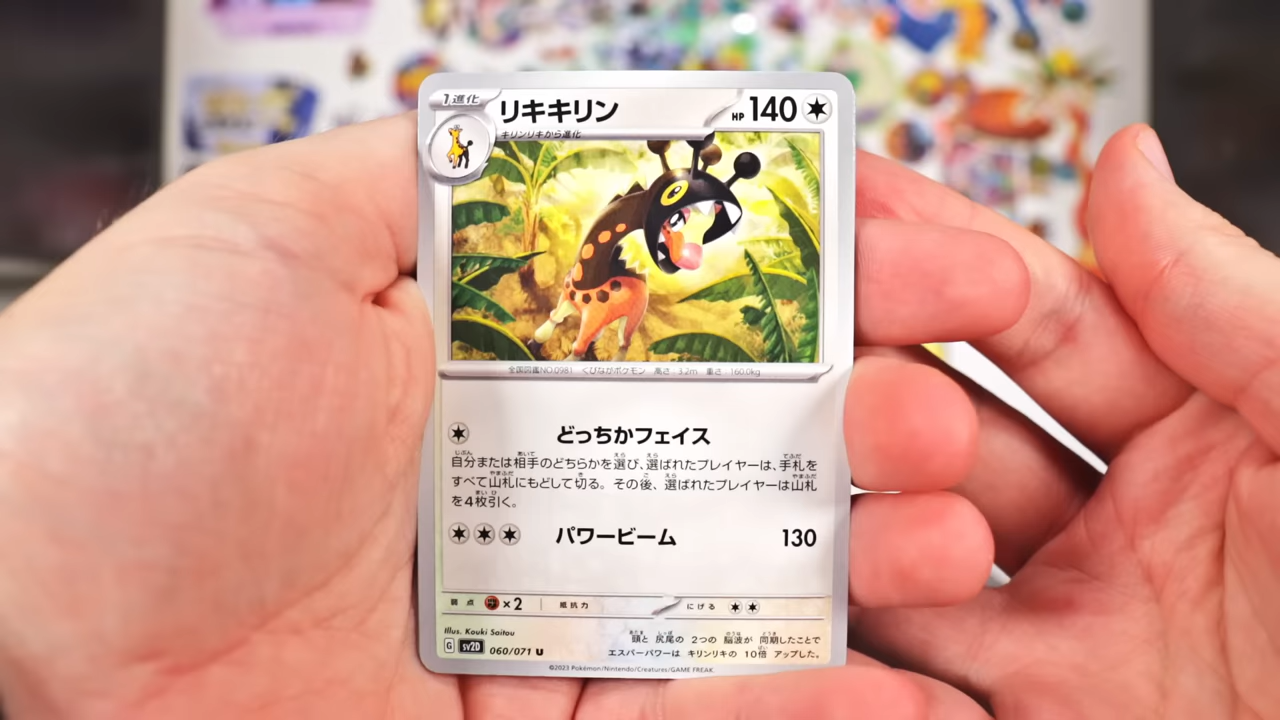 1進化
リキキリン
HP 140
キリンリキから進化
全国図鑑NO.0981 くびながポケモン 高さ:3.2m 重さ:160.0kg
どっちかフェイス
自分または相手のどちらかを選び、選ばれたプレイヤーは、手札を
すべて山札にもどして切る。その後、選ばれたプレイヤーは山札
を4枚引く。
パワービーム 130
弱点 ×2 抵抗力 にげる
Illus. Kouki Saitou
G sv2D 060/071 U
頭と 尻尾の 2つの 脳波が 同期したことで
エスパーパワーは キリンリキの 10倍 アップした。
©2023 Pokémon/Nintendo/Creatures/GAME FREAK